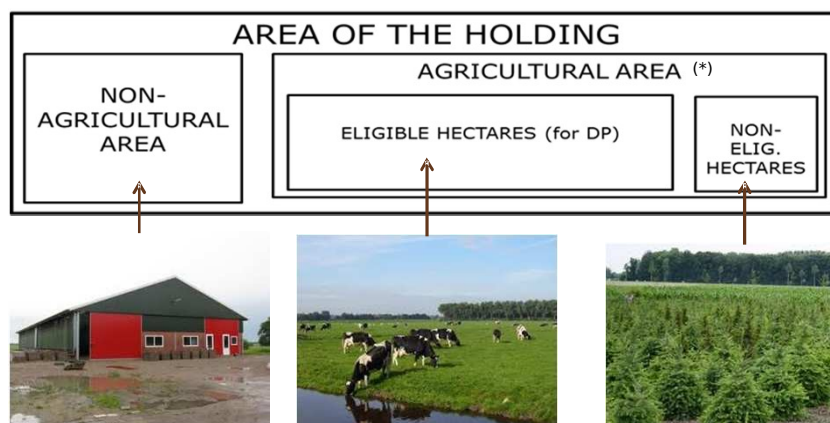 AREA OF THE HOLDING
NON-
AGRICULTURAL
AREA
AGRICULTURAL AREA (*)
ELIGIBLE HECTARES (for DP)
NON-
ELIG.
HECTARES